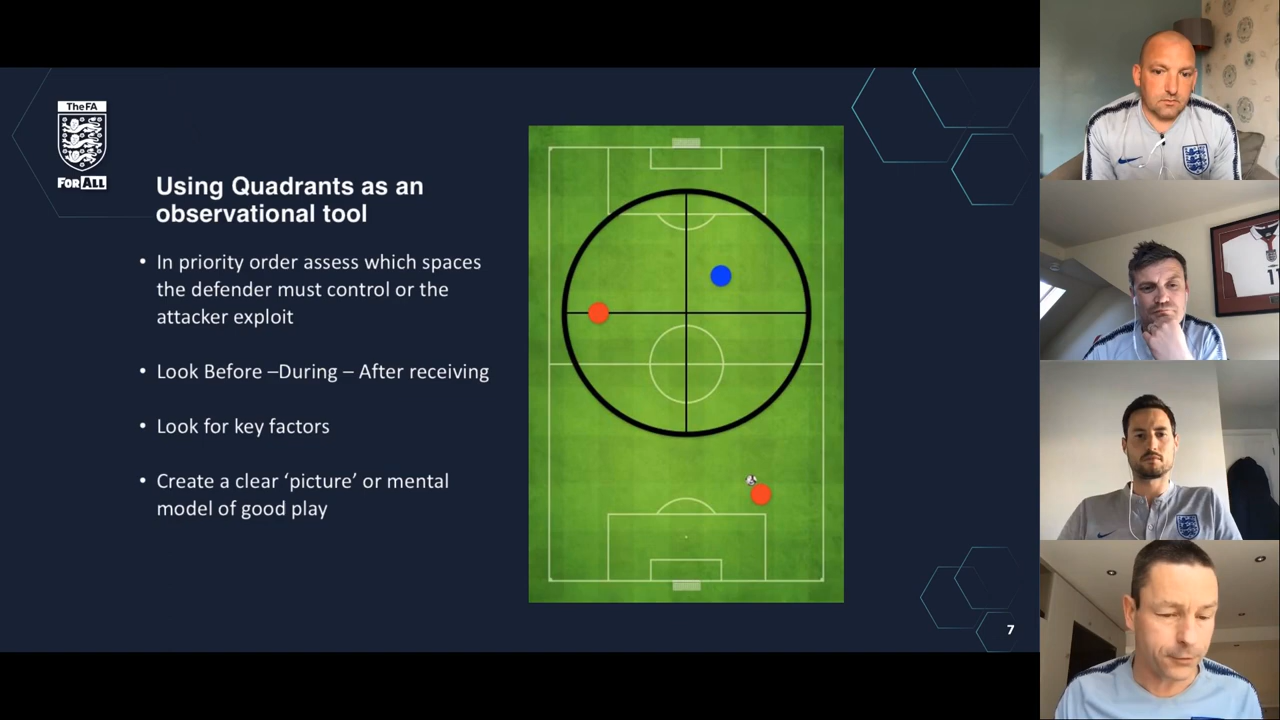 TheFA
FOR ALL
Using Quadrants as an
observational tool
• In priority order assess which spaces
the defender must control or the
attacker exploit
• Look Before –During – After receiving
• Look for key factors
• Create a clear ‘picture’ or mental
model of good play
7
11